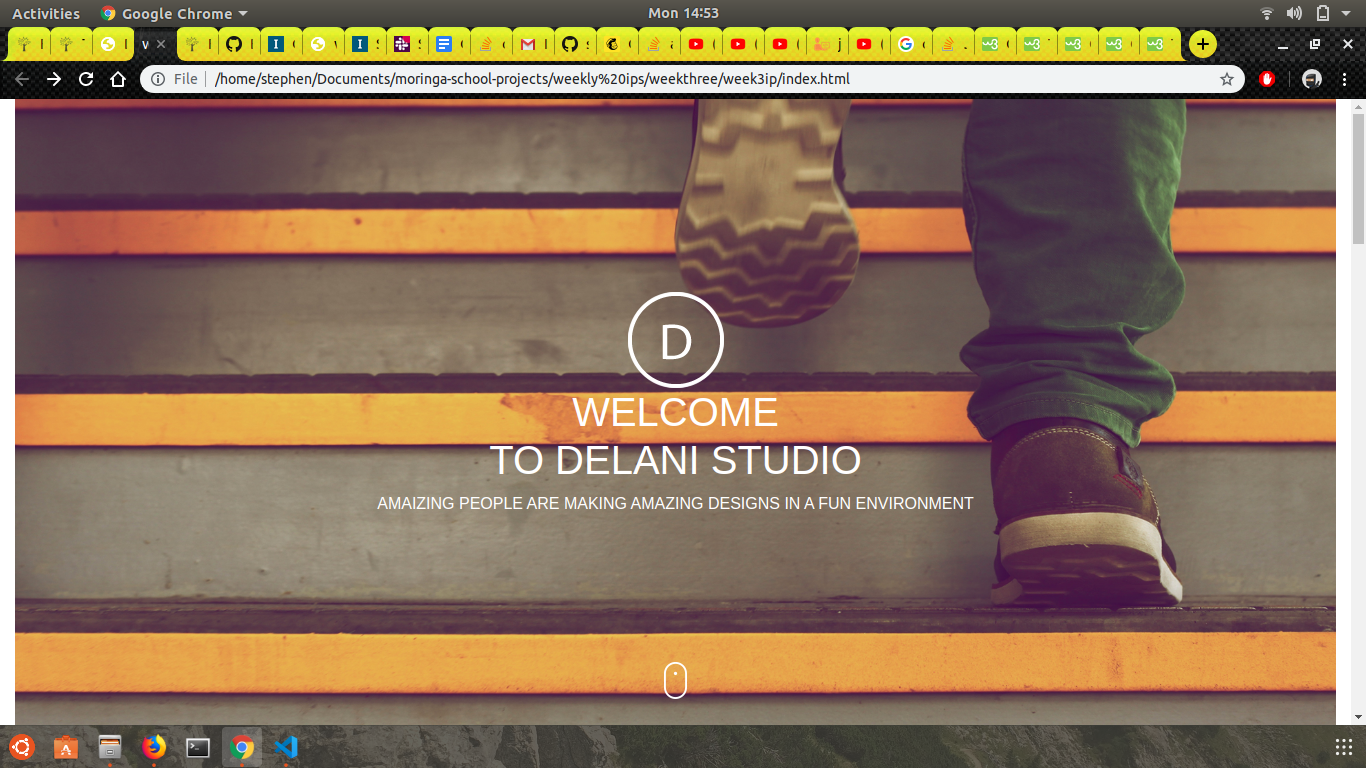 Activities
Google Chrome
Mon 14:53
File
/home/stephen/Documents/moringa-school-projects/weekly%20ips/weekthree/week3ip/index.html
D
WELCOME
TO DELANI STUDIO
AMAIZING PEOPLE ARE MAKING AMAZING DESIGNS IN A FUN ENVIRONMENT